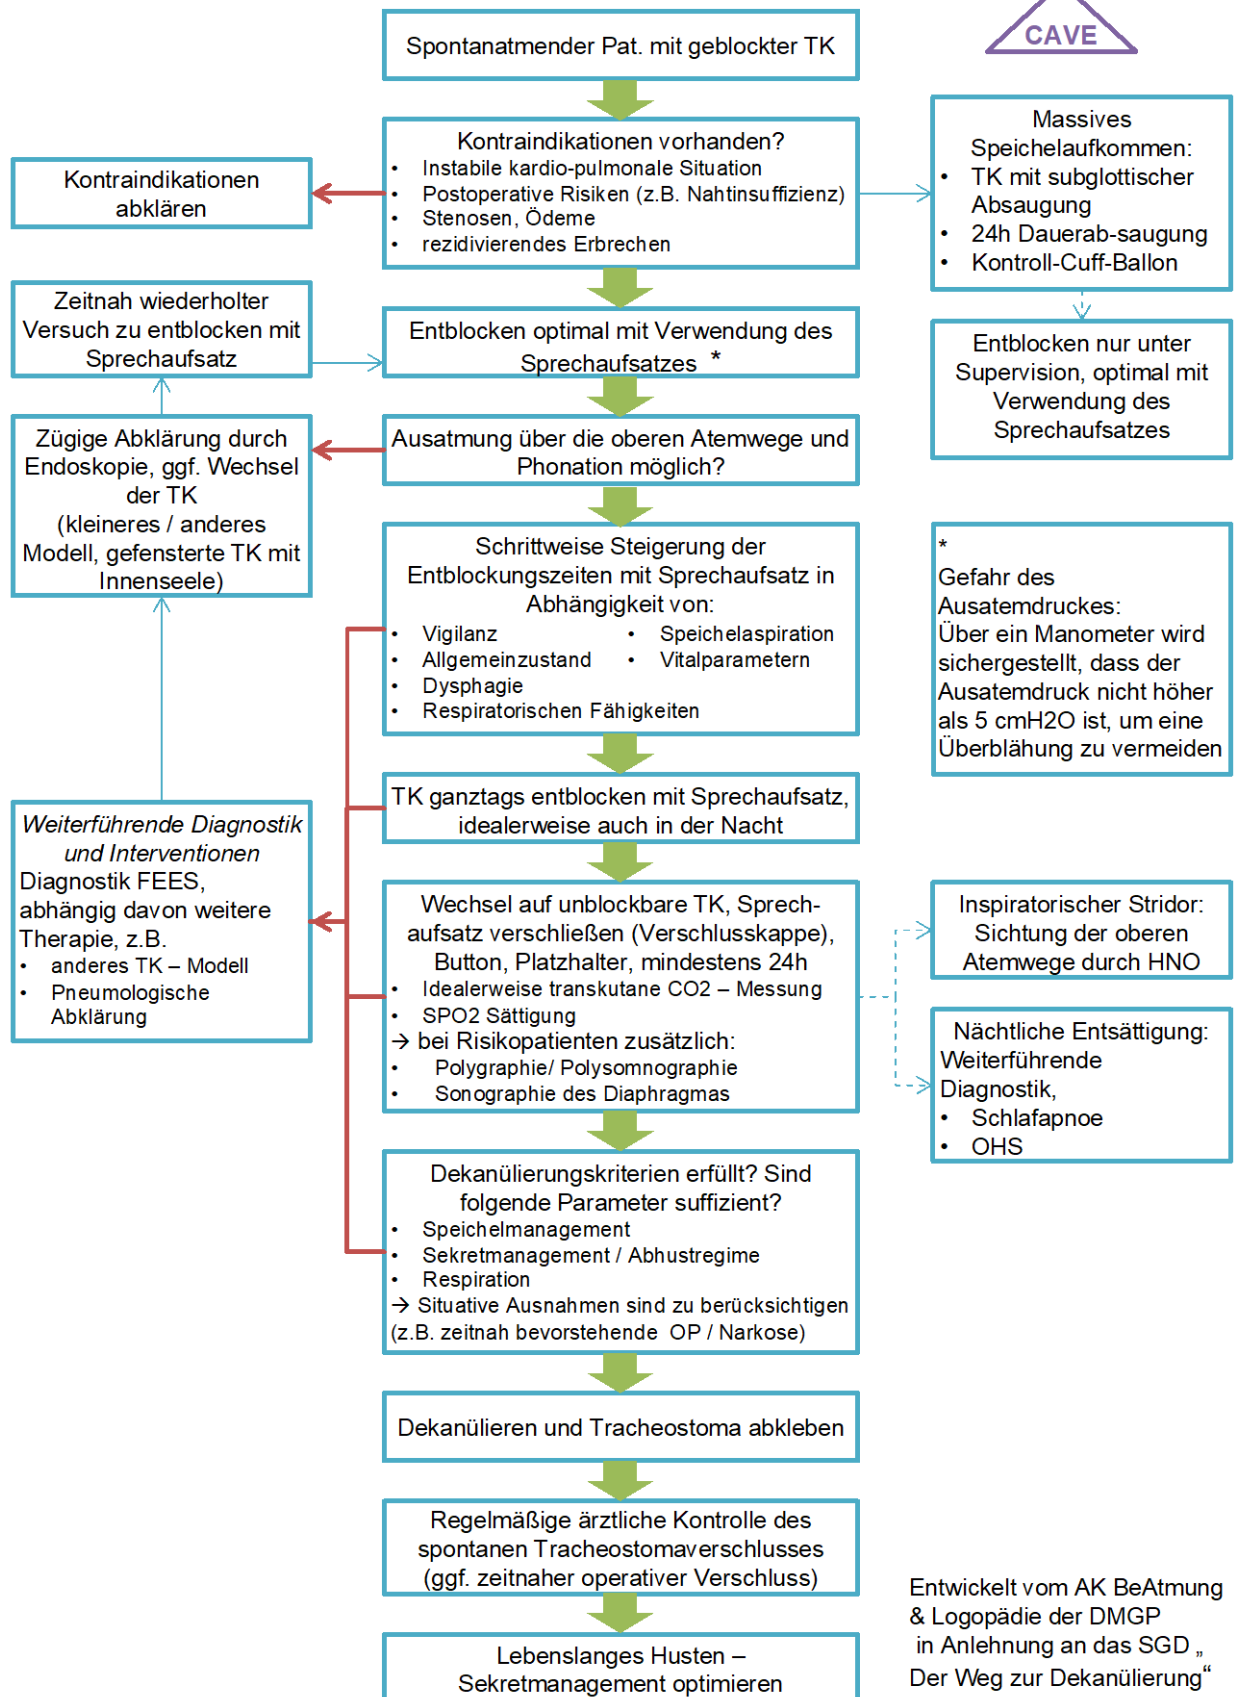 CAVE
Spontanatmender Pat. mit geblockter TK
Kontraindikationen vorhanden?
• Instabile kardio-pulmonale Situation
• Postoperative Risiken (z.B. Nahtinsuffizienz)
• Stenosen, Ödeme
• rezidivierendes Erbrechen
Kontraindikationen
abklären
Massives
Speichelaufkommen:
• TK mit subglottischer
Absaugung
• 24h Dauerab-saugung
• Kontroll-Cuff-Ballon
Zeitnah wiederholter
Versuch zu entblocken mit
Sprechaufsatz
Entblocken optimal mit Verwendung des
Sprechaufsatzes *
Entblocken nur unter
Supervision, optimal mit
Verwendung des
Sprechaufsatzes
Zügige Abklärung durch
Endoskopie, ggf. Wechsel
der TK
(kleineres / anderes
Modell, gefensterte TK mit
Innenseele)
Ausatmung über die oberen Atemwege und
Phonation möglich?
Schrittweise Steigerung der
Entblockungszeiten mit Sprechaufsatz in
Abhängigkeit von:
• Vigilanz
• Allgemeinzustand
• Dysphagie
• Respiratorischen Fähigkeiten
• Speichelaspiration
• Vitalparametern
*
Gefahr des
Ausatemdruckes:
Über ein Manometer wird
sichergestellt, dass der
Ausatemdruck nicht höher
als 5 cmH2O ist, um eine
Überblähung zu vermeiden
TK ganztags entblocken mit Sprechaufsatz,
idealerweise auch in der Nacht
Weiterführende Diagnostik
und Interventionen
Diagnostik FEES,
abhängig davon weitere
Therapie, z.B.
• anderes TK – Modell
• Pneumologische
Abklärung
Wechsel auf unblockbare TK, Sprech-
aufsatz verschließen (Verschlusskappe),
Button, Platzhalter, mindestens 24h
• Idealerweise transkutane CO2 – Messung
• SPO2 Sättigung
→ bei Risikopatienten zusätzlich:
• Polygraphie/ Polysomnographie
• Sonographie des Diaphragmas
Inspiratorischer Stridor:
Sichtung der oberen
Atemwege durch HNO
Nächtliche Entsättigung:
Weiterführende
Diagnostik,
• Schlafapnoe
• OHS
Dekanülierungskriterien erfüllt? Sind
folgende Parameter suffizient?
• Speichelmanagement
• Sekretmanagement / Abhustregime
• Respiration
→ Situative Ausnahmen sind zu berücksichtigen
(z.B. zeitnah bevorstehende OP / Narkose)
Dekanülieren und Tracheostoma abkleben
Regelmäßige ärztliche Kontrolle des
spontanen Tracheostomaverschlusses
(ggf. zeitnaher operativer Verschluss)
Lebenslanges Husten –
Sekretmanagement optimieren
Entwickelt vom AK BeAtmung
& Logopädie der DMGP
in Anlehnung an das SGD „
Der Weg zur Dekanülierung“